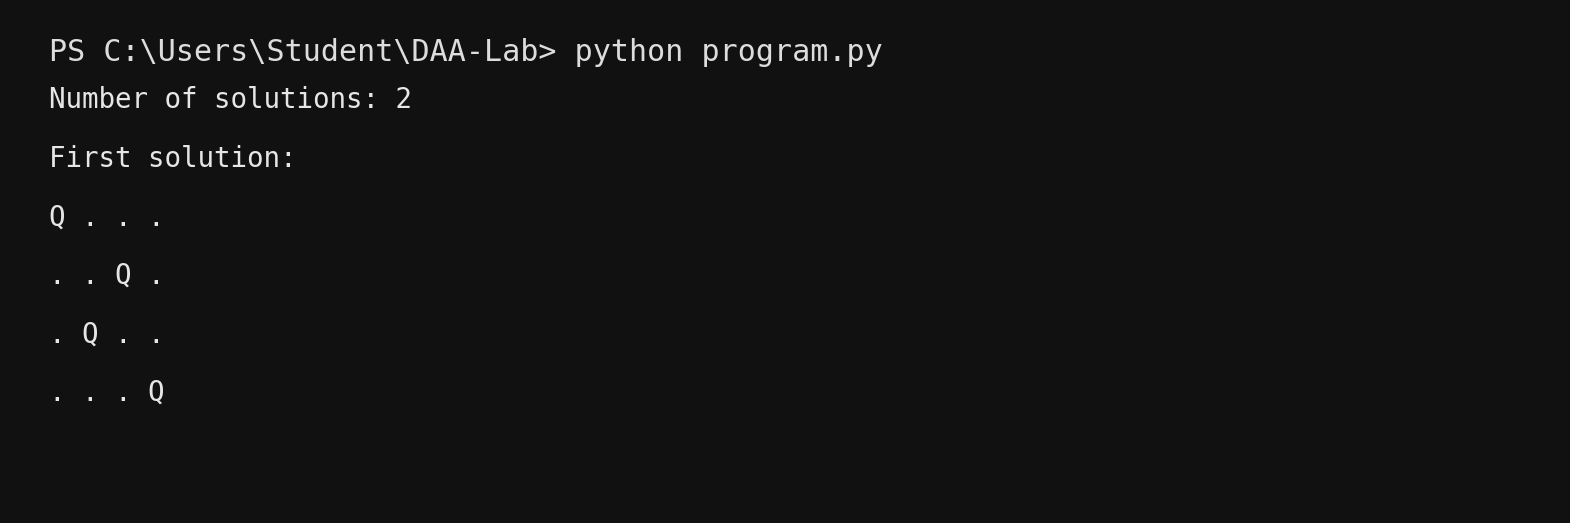 PS C:\Users\Student\DAA-Lab> python program.py
Number of solutions: 2
First solution:
Q . . .
. . Q .
. Q . .
. . . Q